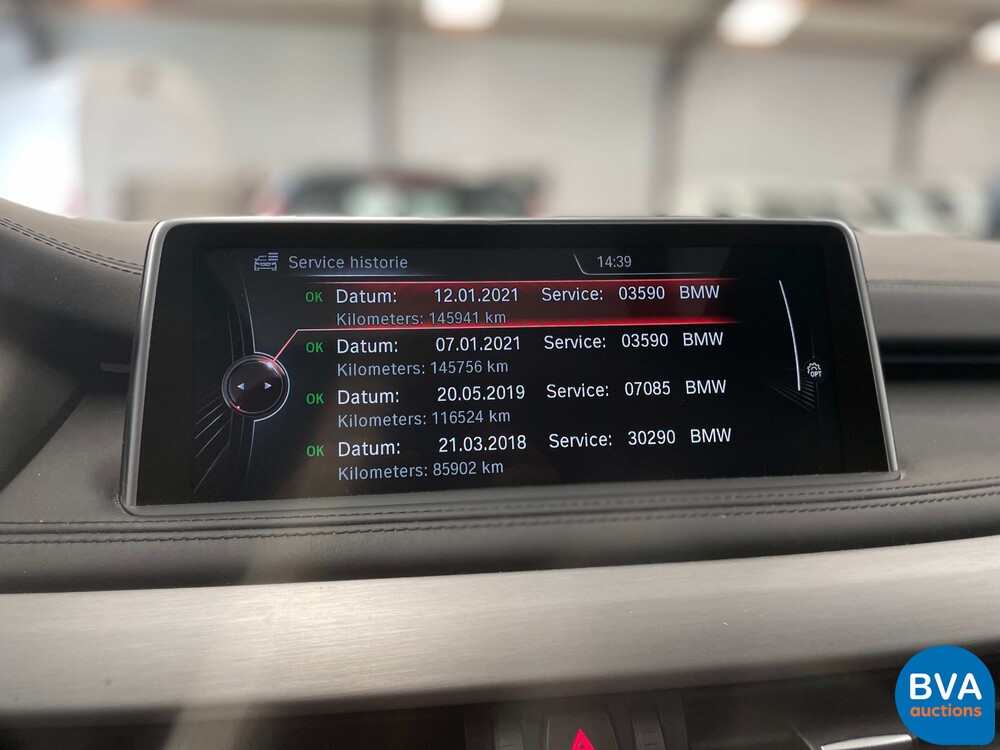 Service historie
14:39
OK Datum: 12.01.2021 Service: 03590 BMW
Kilometers: 145941 km
OK Datum: 07.01.2021 Service: 03590 BMW
Kilometers: 145756 km
OK Datum: 20.05.2019 Service: 07085 BMW
Kilometers: 116524 km
OK Datum: 21.03.2018 Service: 30290 BMW
Kilometers: 85902 km
OPT
BVA
auctions